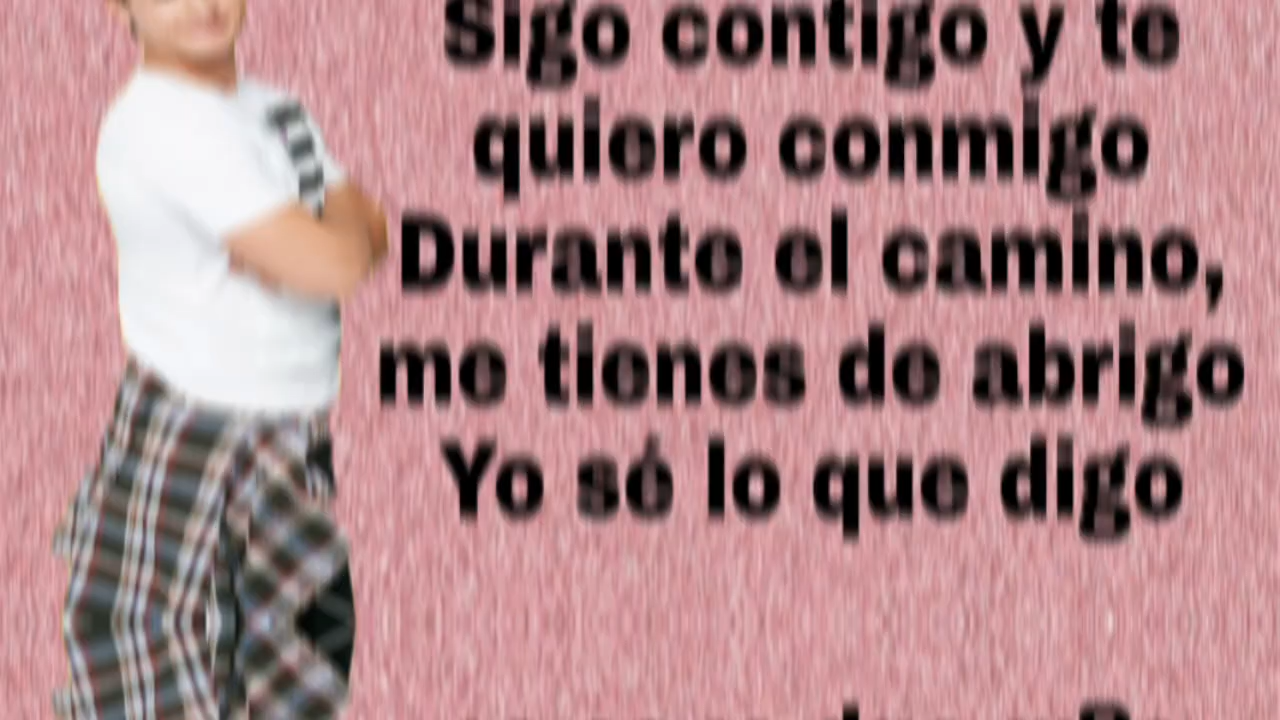 Sigo contigo y te
quiero conmigo
Durante el camino,
me tienes de abrigo
Yo sé lo que digo